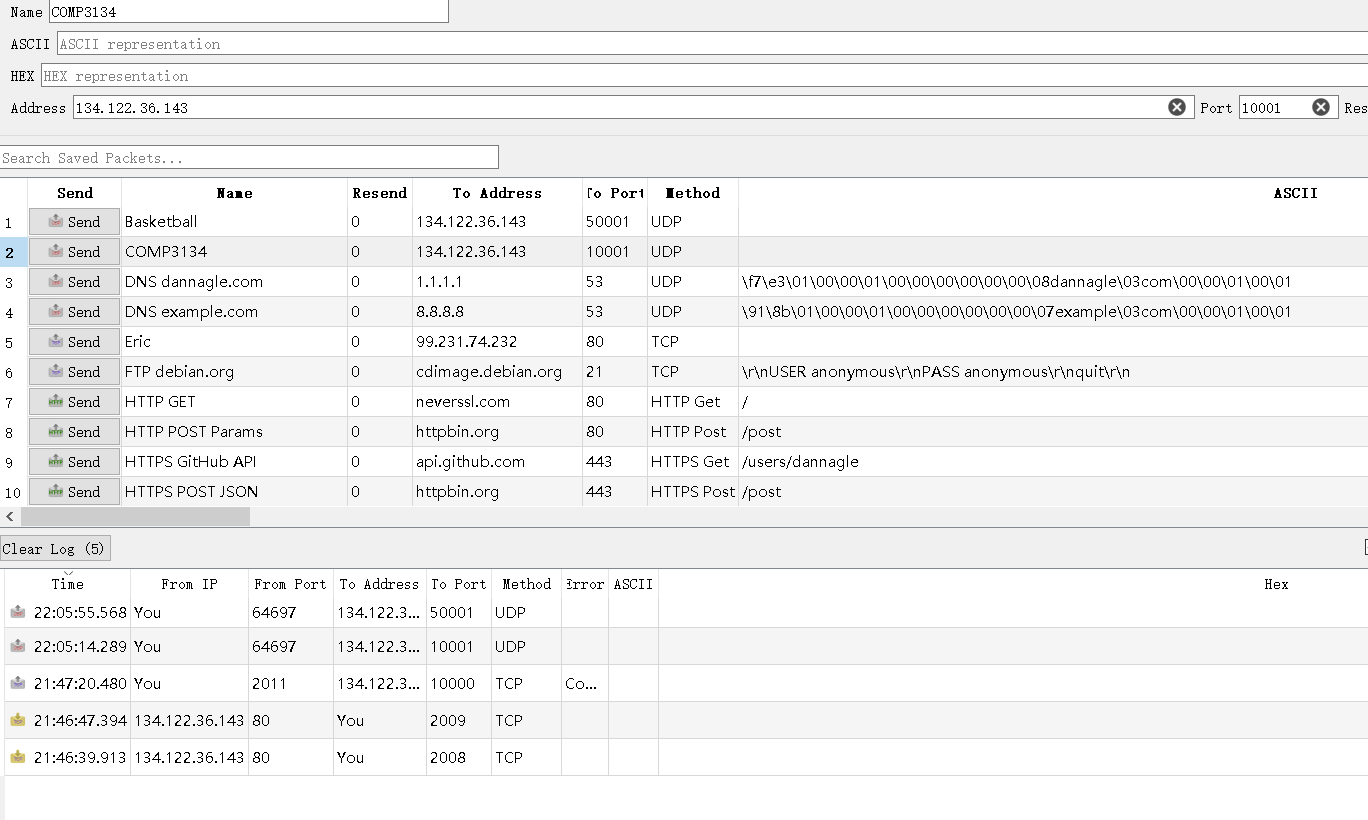 Name COMP3134
ASCII ASCII representation
HEX HEX representation
Address 134.122.36.143 Port 10001 Res
Search Saved Packets...
Send Name Resend To Address To Port Method ASCII
1 Send Basketball 0 134.122.36.143 50001 UDP
2 Send COMP3134 0 134.122.36.143 10001 UDP
3 Send DNS dannagle.com 0 1.1.1.1 53 UDP \f7\e3\01\00\00\01\00\00\00\00\00\00\08dannagle\03com\00\00\01\00\01
4 Send DNS example.com 0 8.8.8.8 53 UDP \91\8b\01\00\00\01\00\00\00\00\00\00\07example\03com\00\00\01\00\01
5 Send Eric 0 99.231.74.232 80 TCP
6 Send FTP debian.org 0 cdimage.debian.org 21 TCP \r\nUSER anonymous\r\nPASS anonymous\r\nquit\r\n
7 Send HTTP GET 0 neverssl.com 80 HTTP Get /
8 Send HTTP POST Params 0 httpbin.org 80 HTTP Post /post
9 Send HTTPS GitHub API 0 api.github.com 443 HTTPS Get /users/dannagle
10 Send HTTPS POST JSON 0 httpbin.org 443 HTTPS Post /post
Clear Log (5)
Time From IP From Port To Address To Port Method Error ASCII Hex
22:05:55.568 You 64697 134.122.3... 50001 UDP
22:05:14.289 You 64697 134.122.3... 10001 UDP
21:47:20.480 You 2011 134.122.3... 10000 TCP Co...
21:46:47.394 134.122.36.143 80 You 2009 TCP
21:46:39.913 134.122.36.143 80 You 2008 TCP